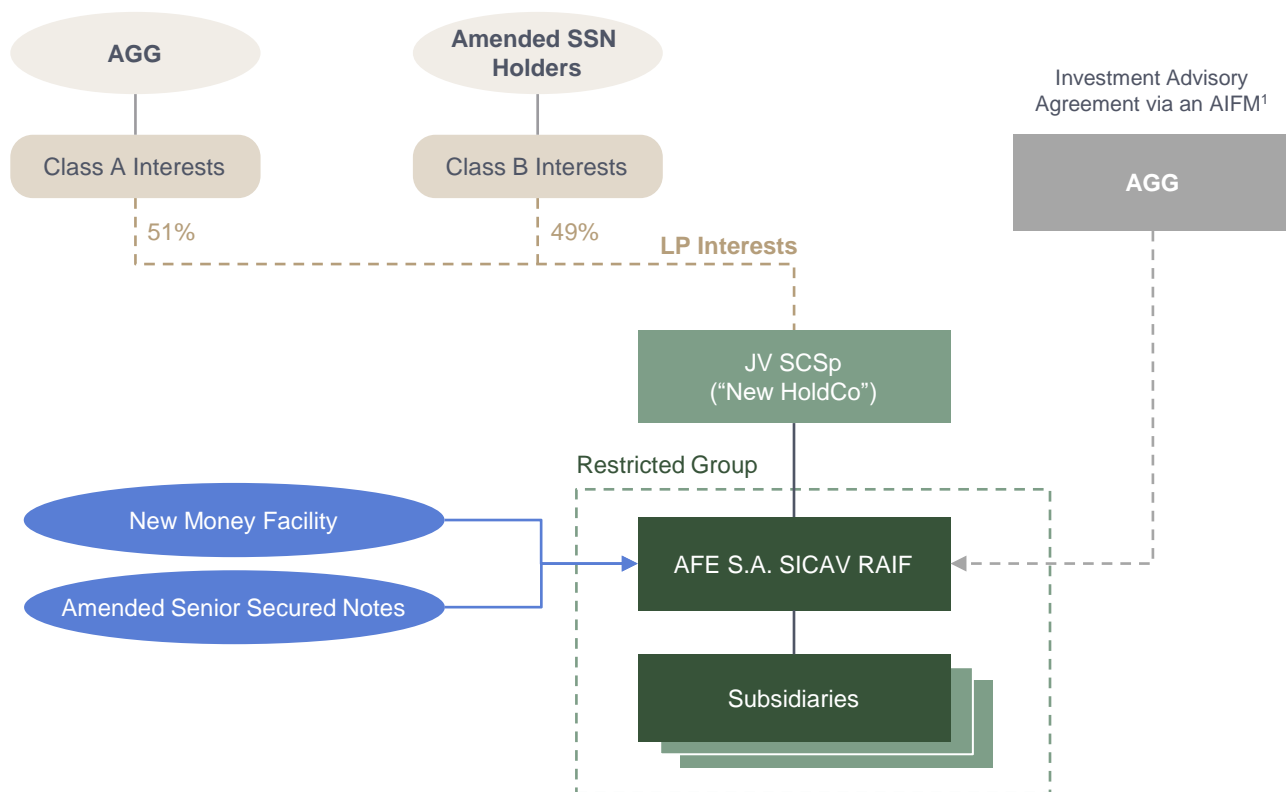 AGG
Amended SSN
Holders
Investment Advisory
Agreement via an AIFM¹
Class A Interests
Class B Interests
AGG
51%
49%
LP Interests
JV SCSp
(“New HoldCo”)
Restricted Group
New Money Facility
AFE S.A. SICAV RAIF
Amended Senior Secured Notes
Subsidiaries